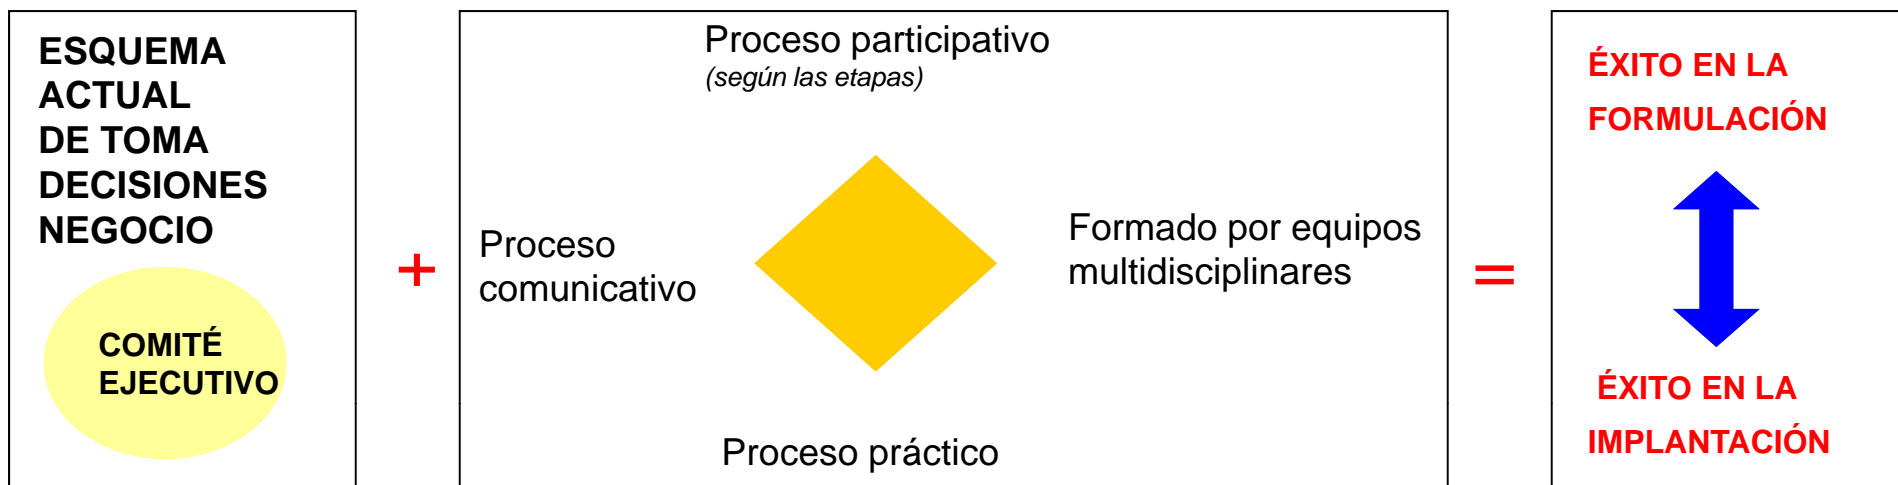 ESQUEMA
ACTUAL
DE TOMA
DECISIONES
NEGOCIO
COMITÉ
EJECUTIVO
+
Proceso participativo
(según las etapas)
Proceso
comunicativo
Formado por equipos
multidisciplinares
Proceso práctico
=
ÉXITO EN LA
FORMULACIÓN
ÉXITO EN LA
IMPLANTACIÓN